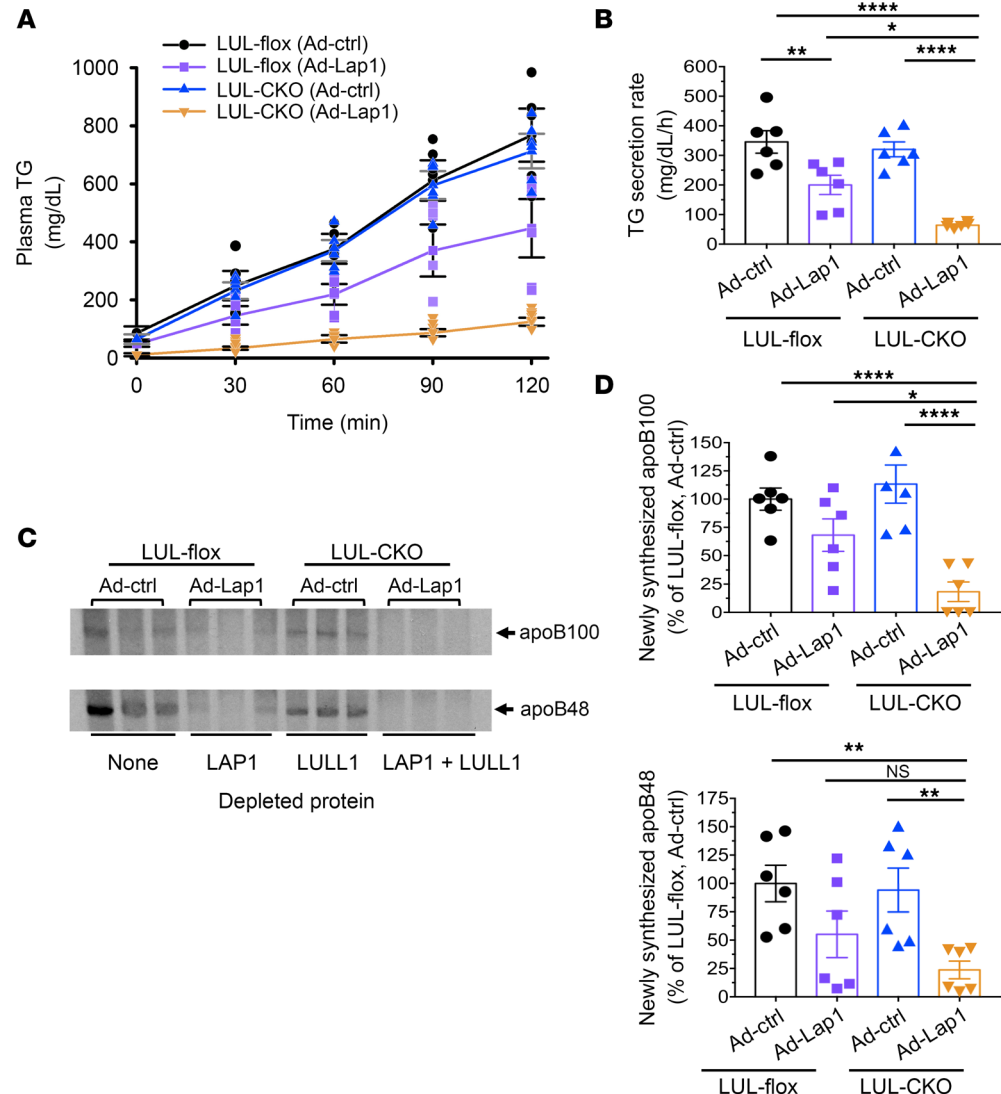 A
LUL-flox (Ad-ctrl)
LUL-flox (Ad-Lap1)
LUL-CKO (Ad-ctrl)
LUL-CKO (Ad-Lap1)
Plasma TG
(mg/dL)
1000
800
600
400
200
0
0 30 60 90 120
Time (min)
B
****
*
** ****
TG secretion rate
(mg/dL/h)
600
500
400
300
200
100
0
Ad-ctrl Ad-Lap1 Ad-ctrl Ad-Lap1
LUL-flox LUL-CKO
C
LUL-flox LUL-CKO
Ad-ctrl Ad-Lap1 Ad-ctrl Ad-Lap1
apoB100
apoB48
None LAP1 LULL1 LAP1 + LULL1
Depleted protein
D
****
*
****
Newly synthesized apoB100
(% of LUL-flox, Ad-ctrl)
150
125
100
75
50
25
0
Ad-ctrl Ad-Lap1 Ad-ctrl Ad-Lap1
LUL-flox LUL-CKO
**
NS
**
Newly synthesized apoB48
(% of LUL-flox, Ad-ctrl)
175
150
125
100
75
50
25
0
Ad-ctrl Ad-Lap1 Ad-ctrl Ad-Lap1
LUL-flox LUL-CKO